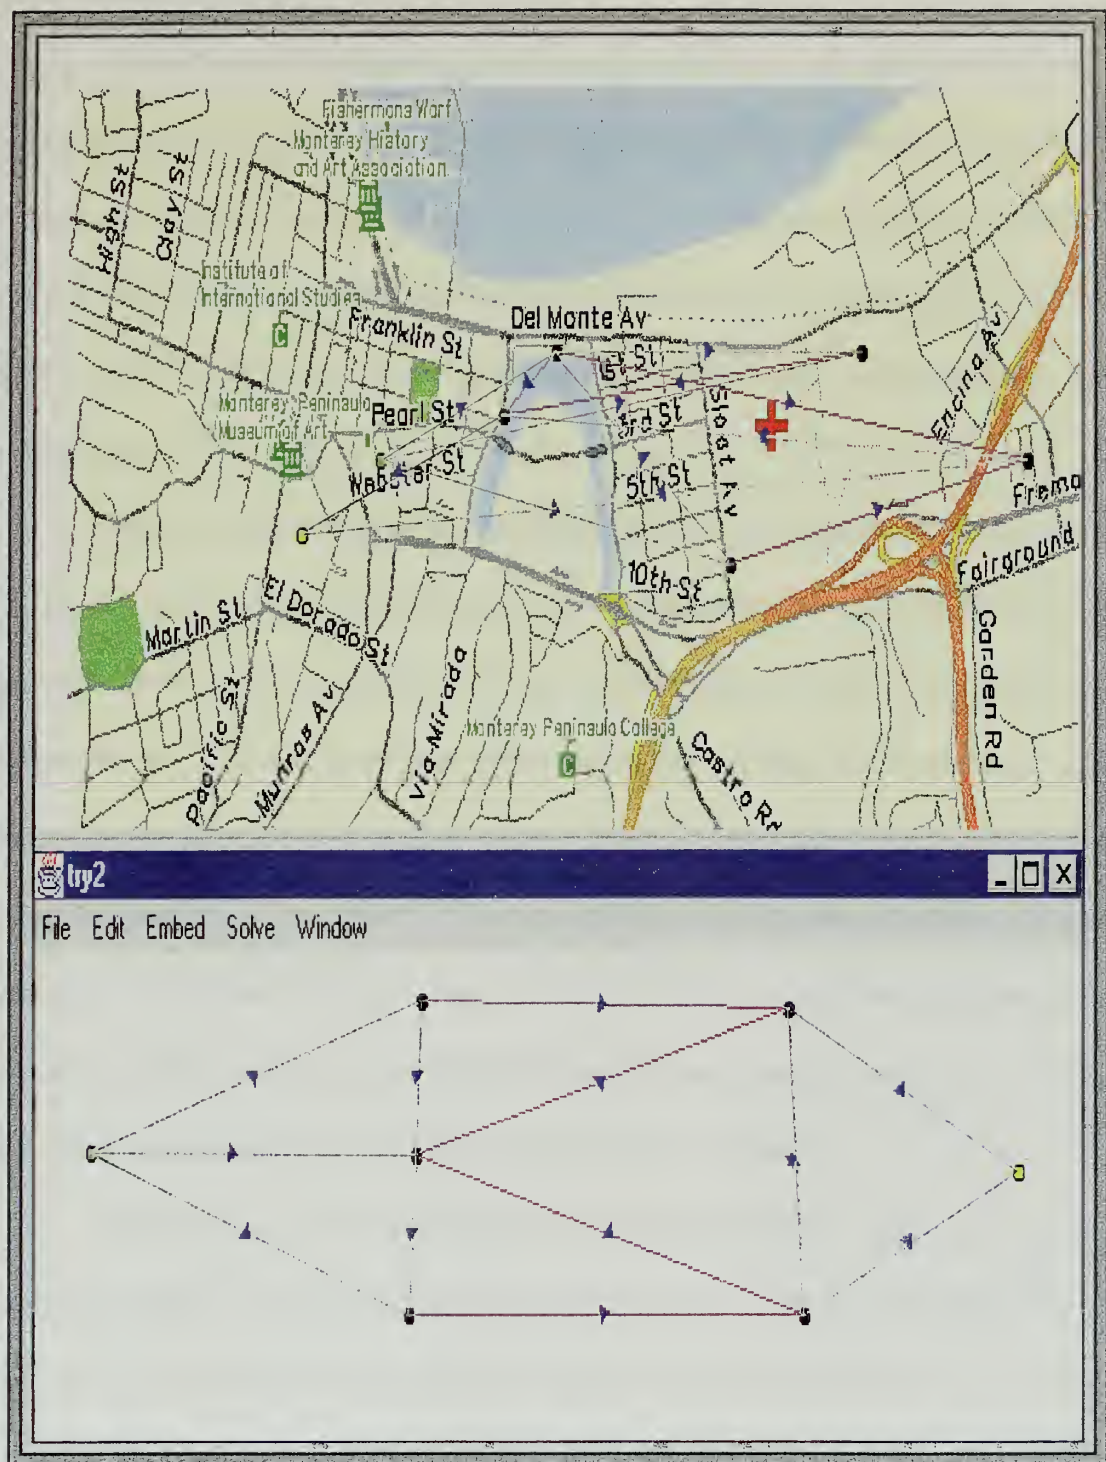 Fishermans Worf
Monterey History
and Art Association
High St
Clay St
Institute of
International Studies
C
Franklin St
Del Monte Av
1st St
Monterey Peninsula
Museum of Art
m
Pearl St
3rd St
Sloat Av
Encina Av
Webster St
5th St
Fremo
10th St
Fairground
Martin St
El Dorado St
Garden Rd
Pacific St
Munras Av
Via Mirada
Monterey Peninsula College
C
Castro R
try2
File Edit Embed Solve Window